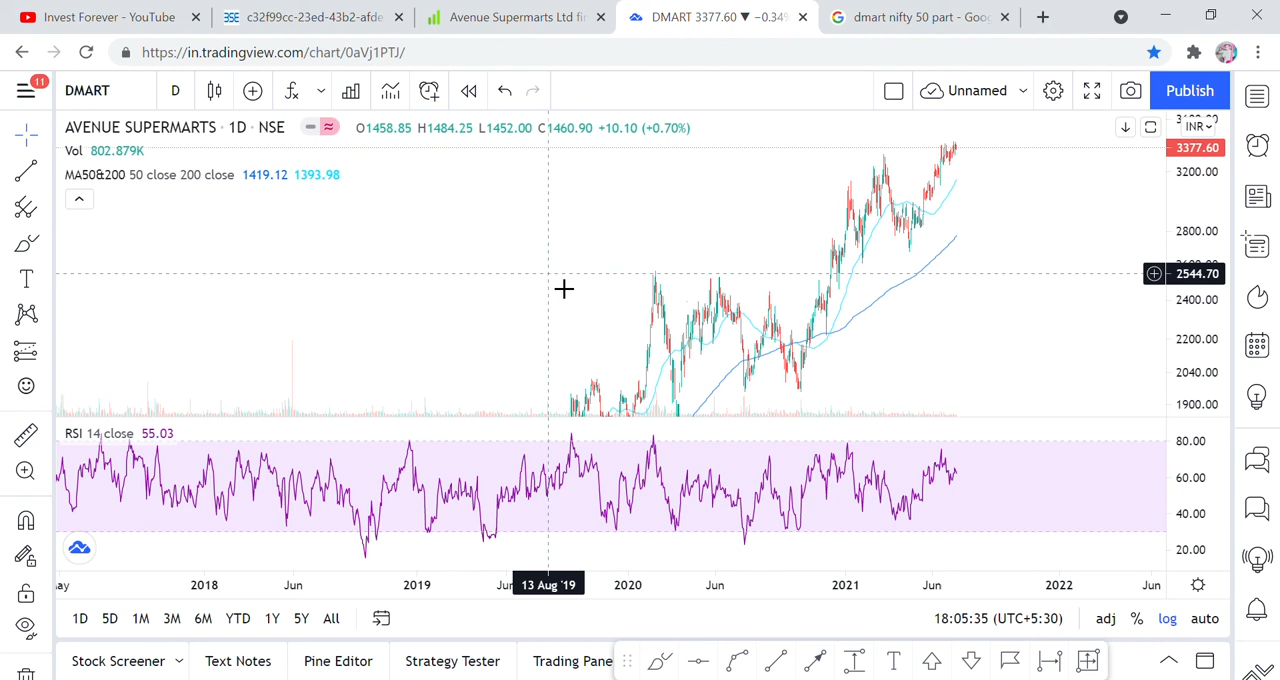 Invest Forever - YouTube
c32f99cc-23ed-43b2-afde
Avenue Supermarts Ltd fi
DMART 3377.60 ▼ −0.34%
dmart nifty 50 part - Goog
https://in.tradingview.com/chart/0aVj1PTJ/
11
DMART
D
Unnamed
Publish
AVENUE SUPERMARTS · 1D · NSE
O1458.85 H1484.25 L1452.00 C1460.90 +10.10 (+0.70%)
INR
Vol 802.879K
3377.60
MA50&200 50 close 200 close 1419.12 1393.98
3200.00
2800.00
2544.70
2400.00
2200.00
2040.00
1900.00
RSI 14 close 55.03
80.00
60.00
40.00
20.00
2018
Jun
2019
13 Aug '19
2020
Jun
2021
Jun
2022
Jun
1D 5D 1M 3M 6M YTD 1Y 5Y All
18:05:35 (UTC+5:30)
adj % log auto
Stock Screener
Text Notes
Pine Editor
Strategy Tester
Trading Pane
T